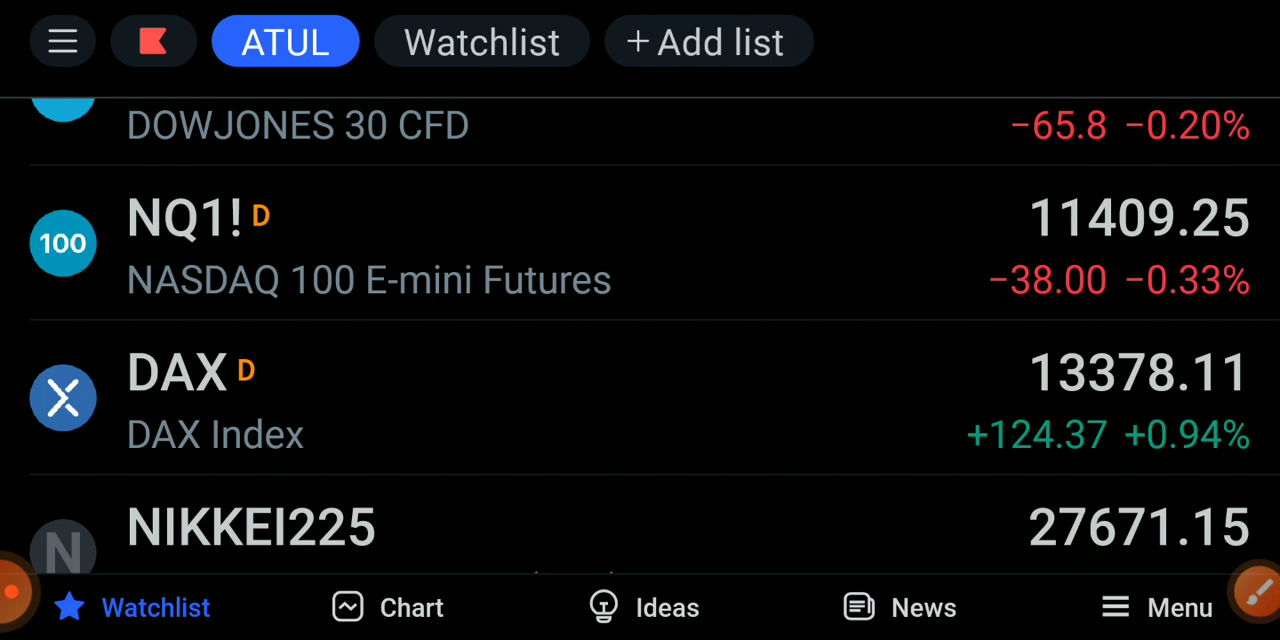 ATUL Watchlist + Add list
DOWJONES 30 CFD −65.8 −0.20%
100 NQ1! D 11409.25
NASDAQ 100 E-mini Futures −38.00 −0.33%
DAX D 13378.11
DAX Index +124.37 +0.94%
N NIKKEI225 27671.15
Watchlist Chart Ideas News Menu